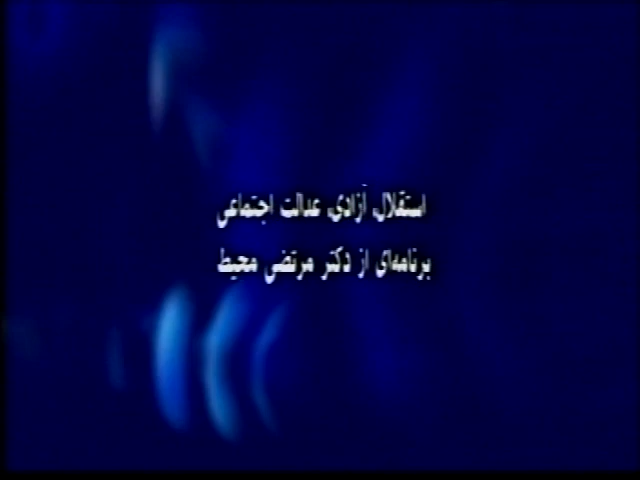 استقلال، آزادی، عدالت اجتماعی
برنامه‌ای از دکتر مرتضی محیط